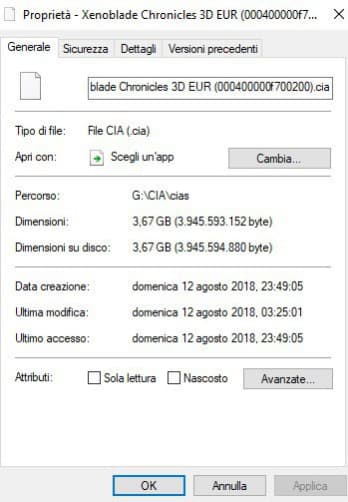 Proprietà - Xenoblade Chronicles 3D EUR (000400000f7...
Generale Sicurezza Dettagli Versioni precedenti
blade Chronicles 3D EUR (000400000f700200).cia
Tipo di file: File CIA (.cia)
Apri con: Scegli un'app Cambia...
Percorso: G:\CIA\cias
Dimensioni: 3,67 GB (3.945.593.152 byte)
Dimensioni su disco: 3,67 GB (3.945.594.880 byte)
Data creazione: domenica 12 agosto 2018, 23:49:05
Ultima modifica: domenica 12 agosto 2018, 03:25:01
Ultimo accesso: domenica 12 agosto 2018, 23:49:05
Attributi: Sola lettura Nascosto Avanzate...
OK Annulla Applica